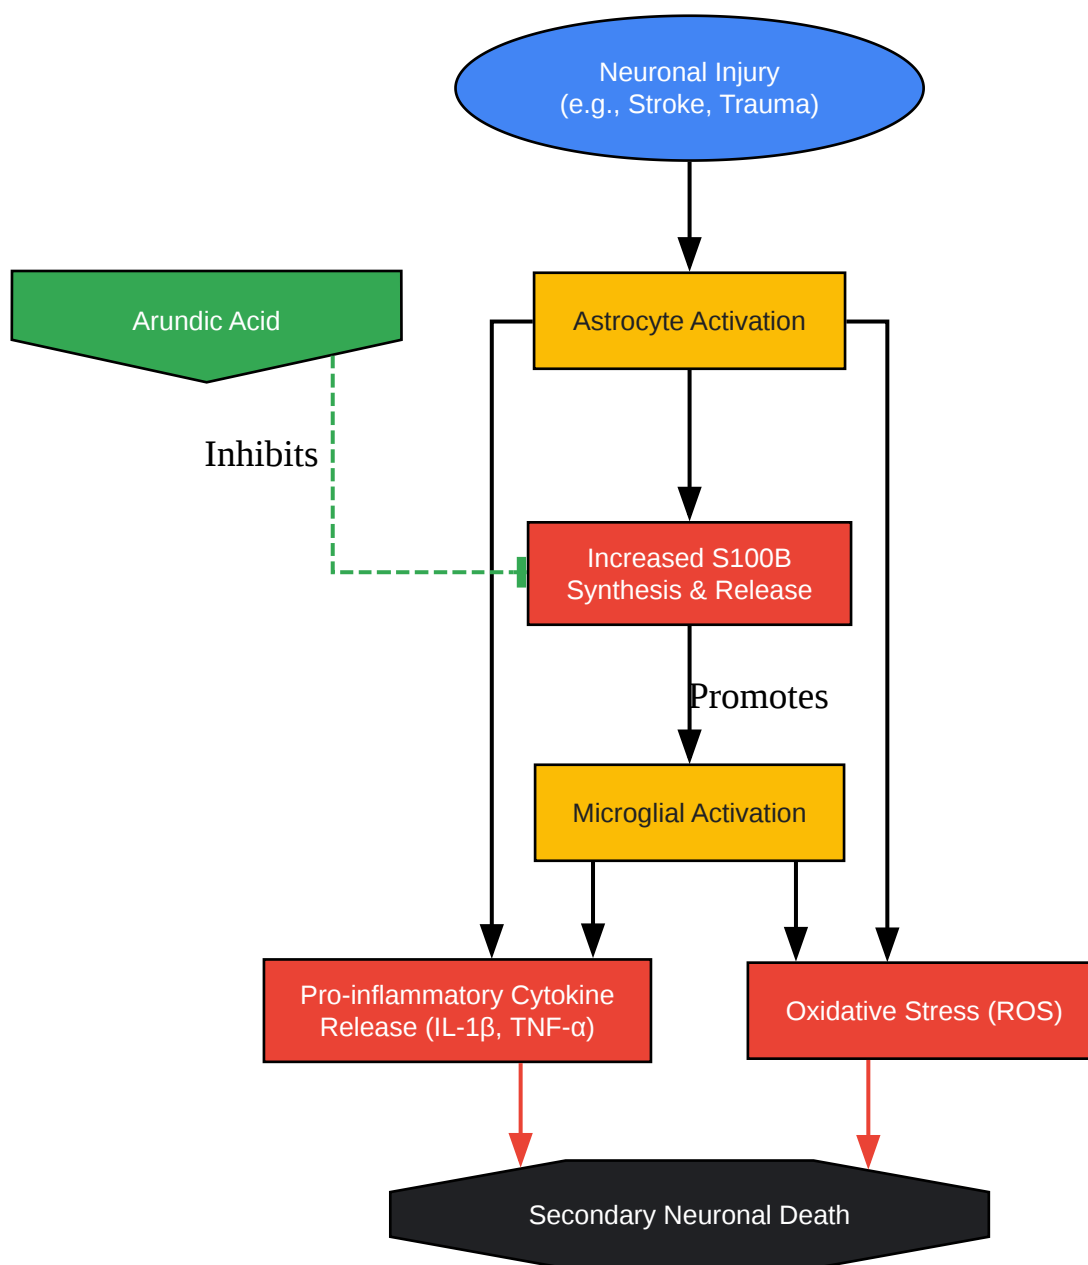 Neuronal Injury
(e.g., Stroke, Trauma)
Arundic Acid
Astrocyte Activation
Inhibits
Increased S100B
Synthesis & Release
Promotes
Microglial Activation
Pro-inflammatory Cytokine
Release (IL-1β, TNF-α)
Oxidative Stress (ROS)
Secondary Neuronal Death